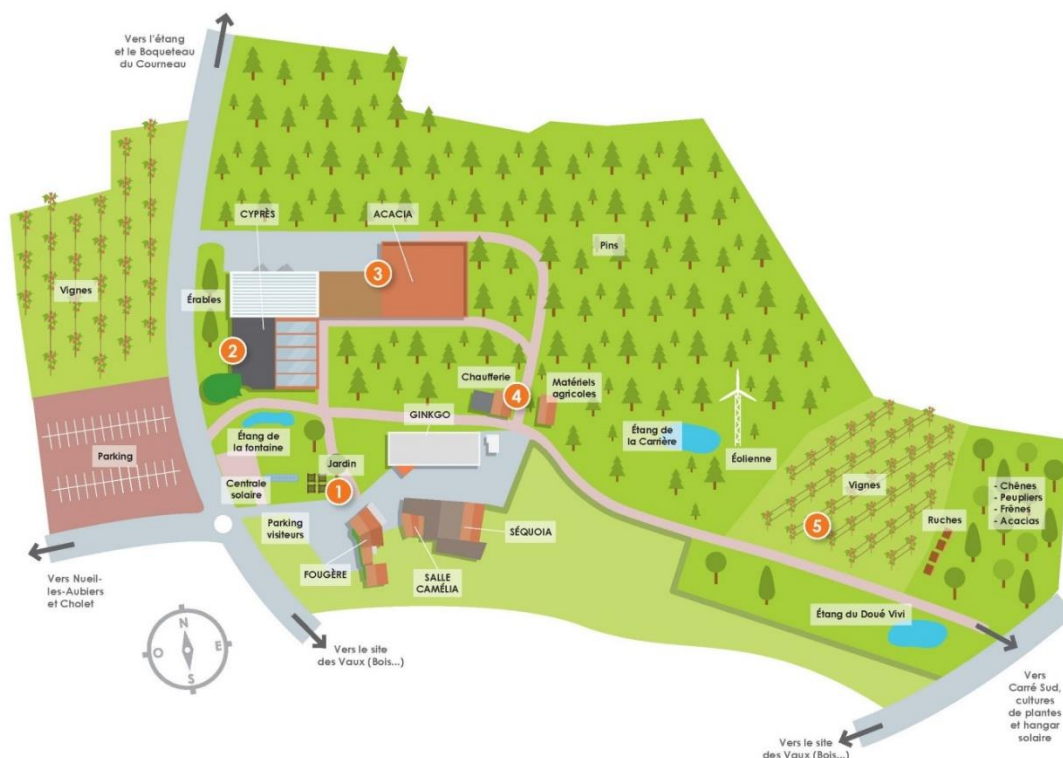 Vers l'étang
et le Boqueteau
du Courneau
CYPRÈS
ACACIA
Pins
3
Vignes
Érables
2
Chaufferie
4
Matériels
agricoles
GINKGO
Étang de
la fontaine
Étang de
la Carrière
Éolienne
Parking
Jardin
Centrale
solaire
1
Vignes
- Chênes
- Peupliers
- Frênes
- Acacias
Ruches
5
Parking
visiteurs
SÉQUOIA
FOUGÈRE
SALLE
CAMÉLIA
Vers Nueil-
les-Aubiers
et Cholet
Étang du Doué Vivi
N
O
E
S
Vers le site
des Vaux (Bois...)
Vers
Carré Sud,
cultures
de plantes
et hangar
solaire
Vers le site
des Vaux (Bois...)